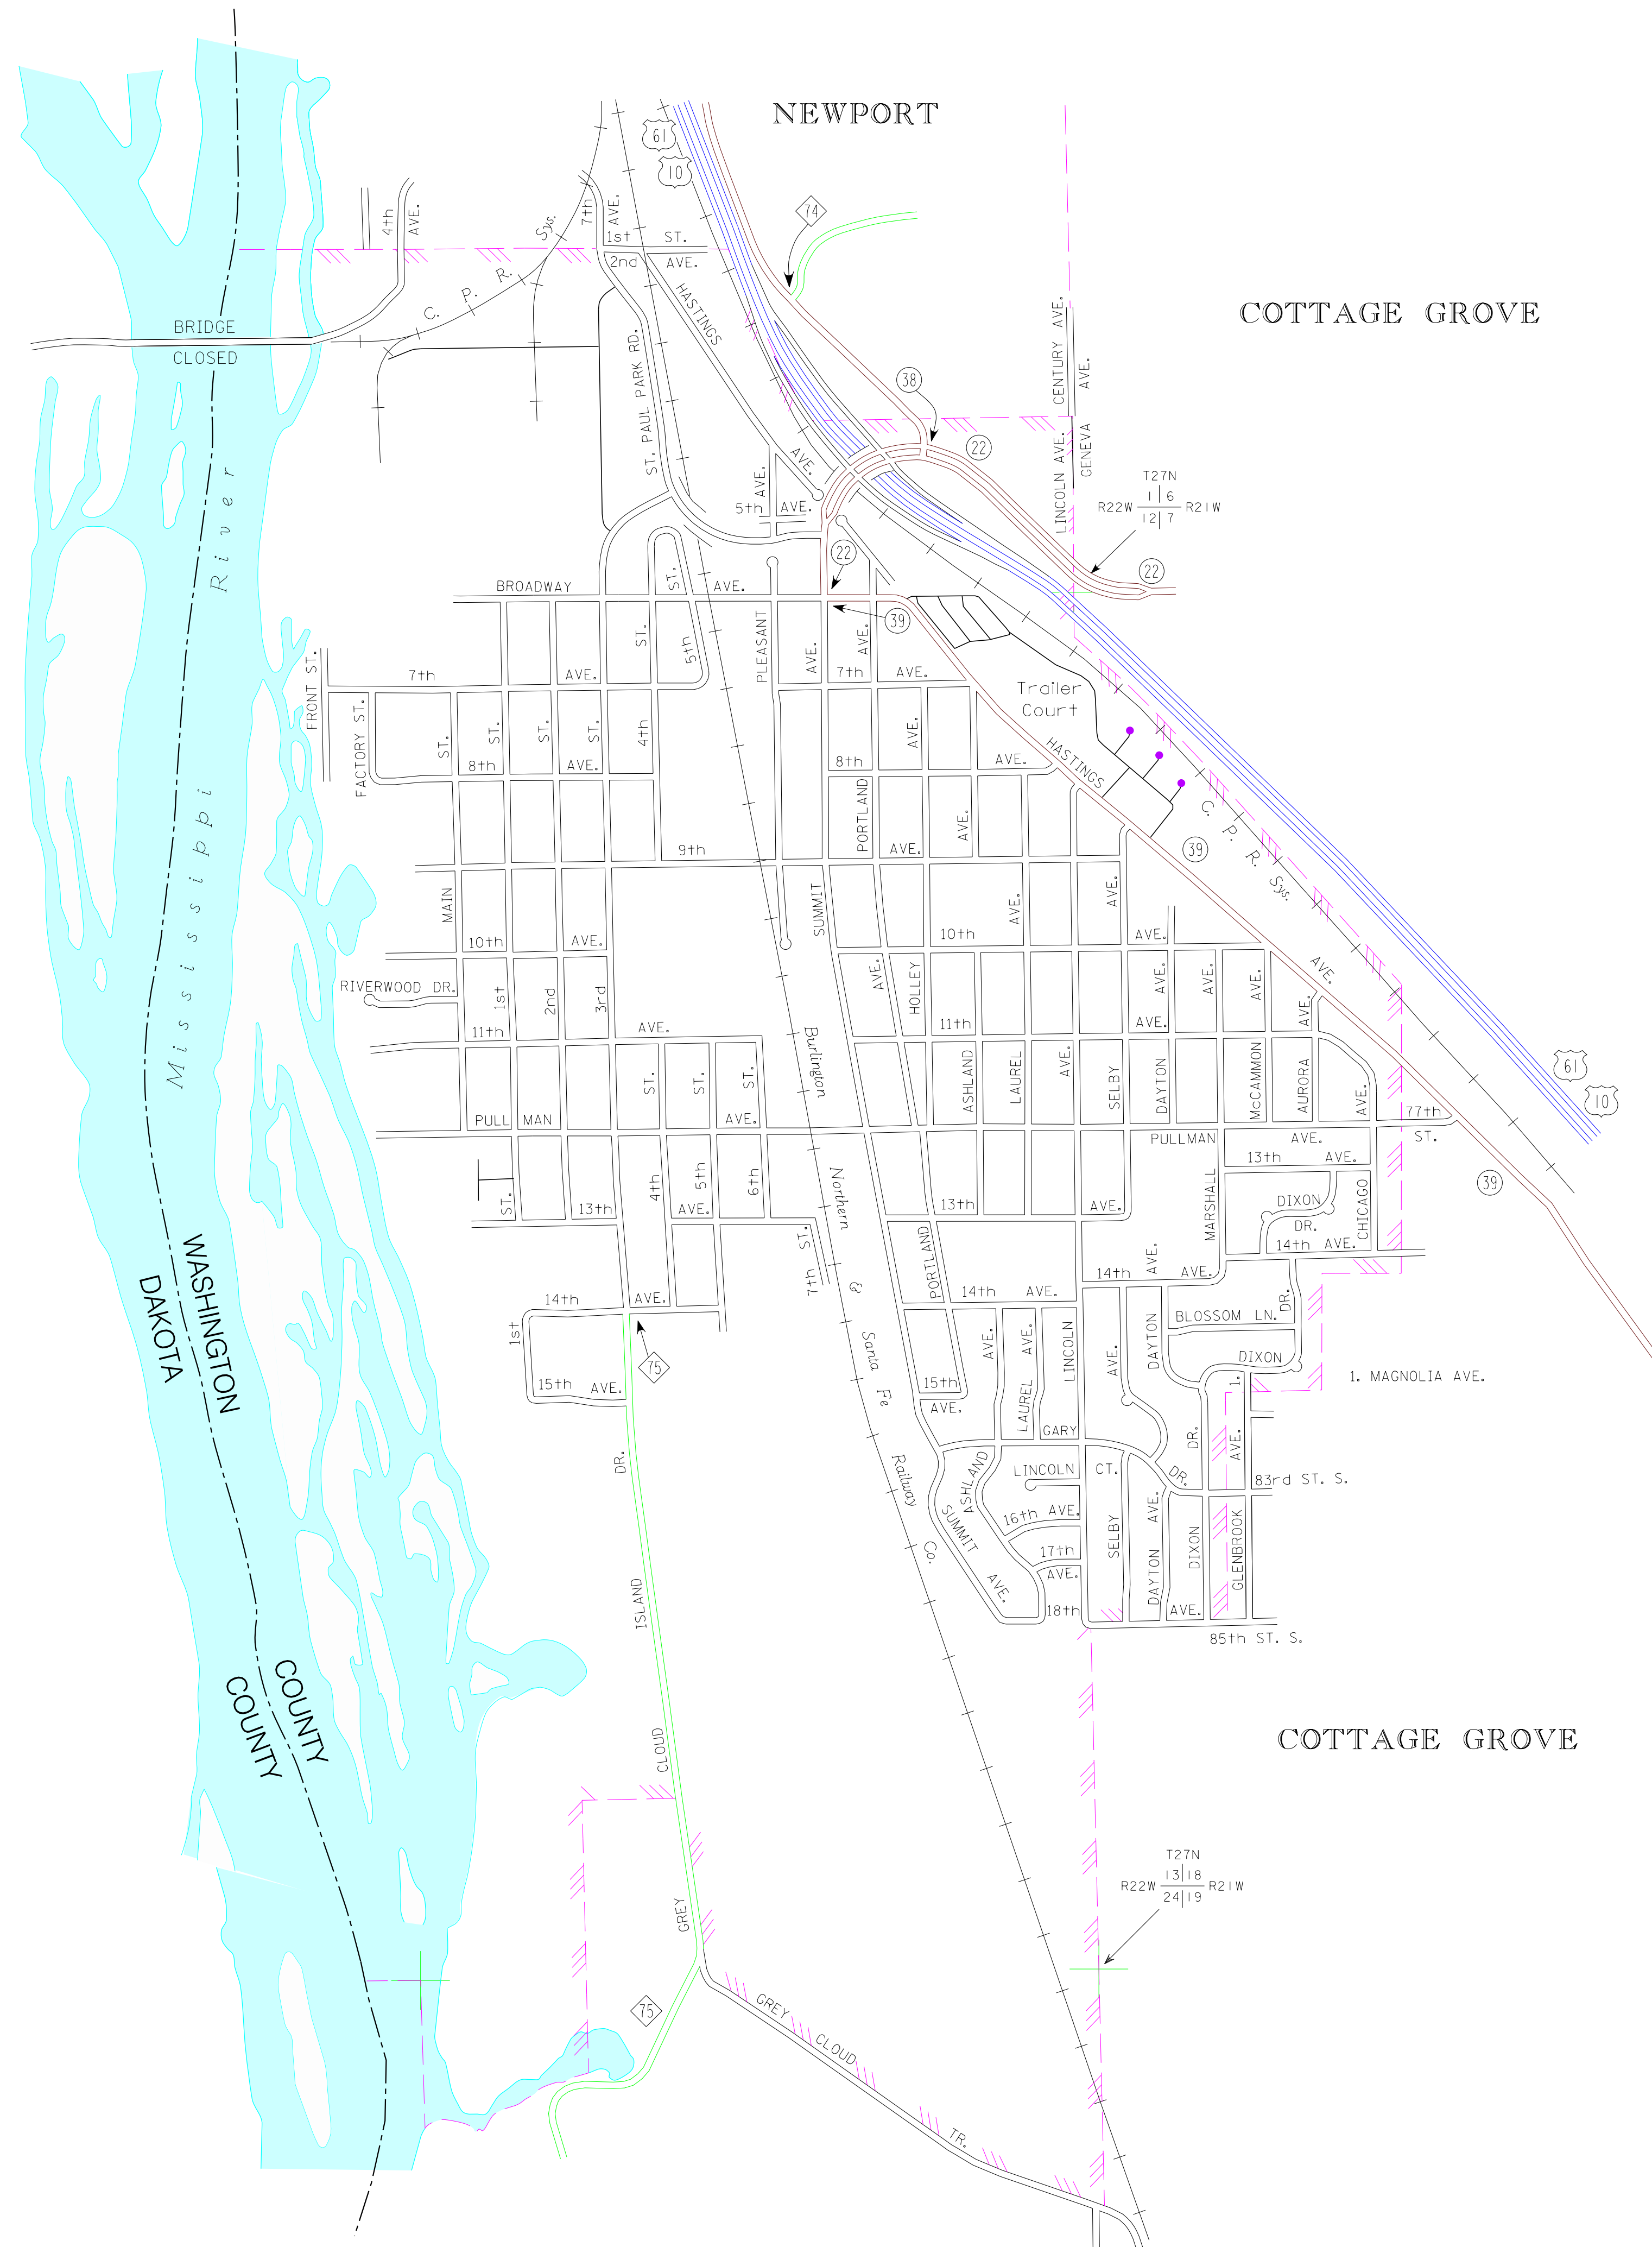 NEWPORT
61
10
74
4th
AVE.
7th
AVE.
Sys.
R.
P.
C.
1st ST.
2nd AVE.
HASTINGS
AVE.
COTTAGE GROVE
BRIDGE
CLOSED
ST. PAUL PARK RD.
CENTURY AVE.
AVE.
LINCOLN AVE.
GENEVA
38
22
T27N
1 6
R22W R21W
12 7
5th AVE.
AVE.
22
22
39
Mississippi River
BROADWAY AVE.
ST.
5th
ST.
PLEASANT
AVE.
AVE.
FRONT ST.
7th AVE.
7th AVE.
Trailer
Court
FACTORY ST.
ST.
ST.
ST.
ST.
4th
8th AVE.
8th AVE.
AVE.
HASTINGS
PORTLAND
AVE.
C. P. R. Sys.
39
9th AVE.
MAIN
SUMMIT
AVE.
AVE.
10th AVE.
10th AVE.
AVE.
RIVERWOOD DR.
1st
2nd
3rd
AVE.
HOLLEY
AVE.
AVE.
AVE.
AVE.
11th AVE.
11th AVE.
Burlington
Northern
&
Santa
Fe
Railway
Co.
ST.
ST.
ST.
ASHLAND
LAUREL
AVE.
SELBY
DAYTON
McCAMMON
AURORA
AVE.
61
10
PULLMAN AVE.
PULLMAN AVE.
77th
ST.
13th AVE.
39
ST.
13th AVE.
4th
5th
6th
ST.
7th
13th AVE.
MARSHALL
DIXON
DR.
CHICAGO
14th AVE.
PORTLAND
AVE.
14th AVE.
14th AVE.
WASHINGTON
DAKOTA
14th AVE.
1st
75
15th AVE.
AVE.
LAUREL AVE.
LINCOLN
AVE.
DAYTON
BLOSSOM LN.
DR.
DIXON
1.
1. MAGNOLIA AVE.
15th
AVE.
GARY
DR.
DR.
AVE.
DR.
ASHLAND
LINCOLN CT.
83rd ST. S.
SUMMIT
AVE.
16th AVE.
17th
AVE.
18th AVE.
SELBY
DAYTON AVE.
DIXON
GLENBROOK
85th ST. S.
ISLAND
CLOUD
GREY
COUNTY
COUNTY
COTTAGE GROVE
T27N
13 18
R22W R21W
24 19
75
GREY
CLOUD
TR.